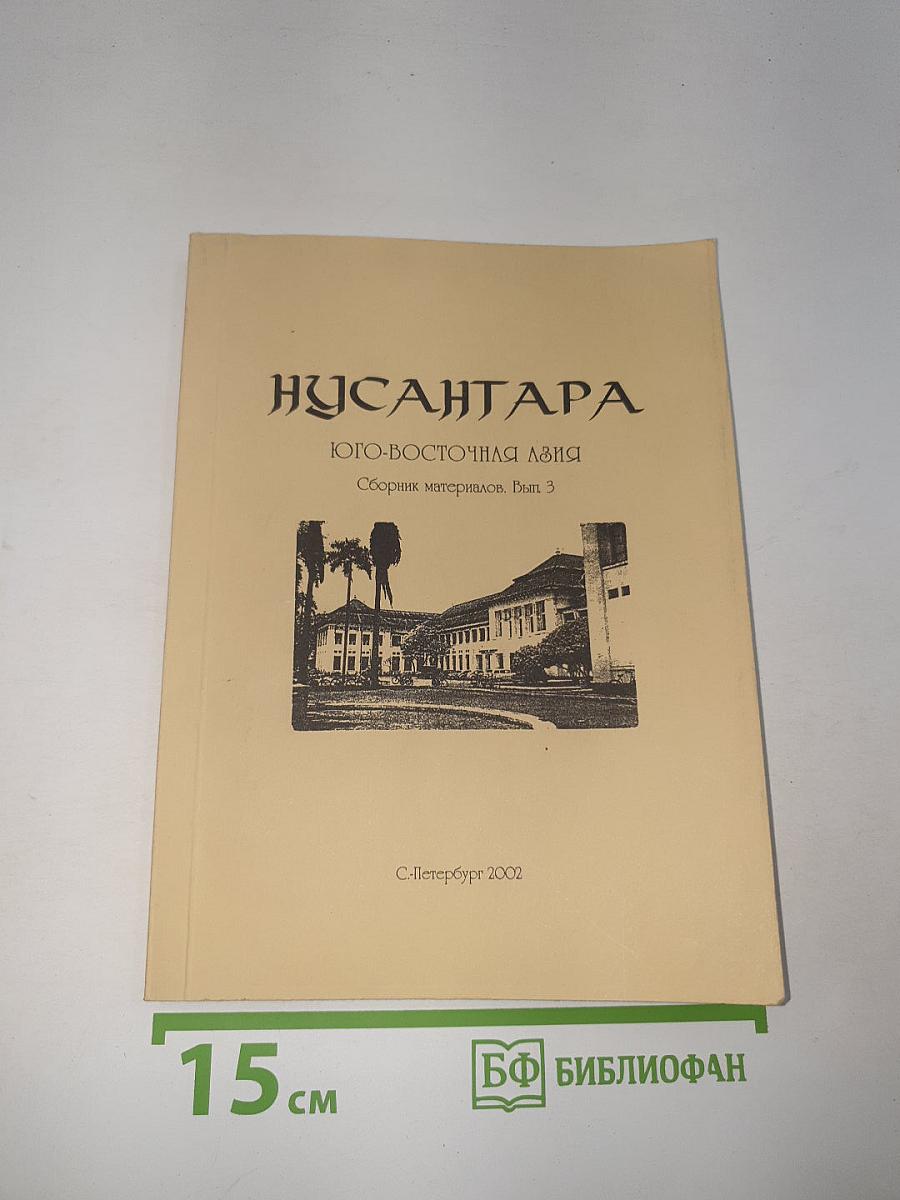 НУСАНТАРА
ЮГО-ВОСТОЧНАЯ АЗИЯ
Сборник материалов. Вып. 3
С.-Петербург 2002
15 см
БФ БИБЛИОФАН